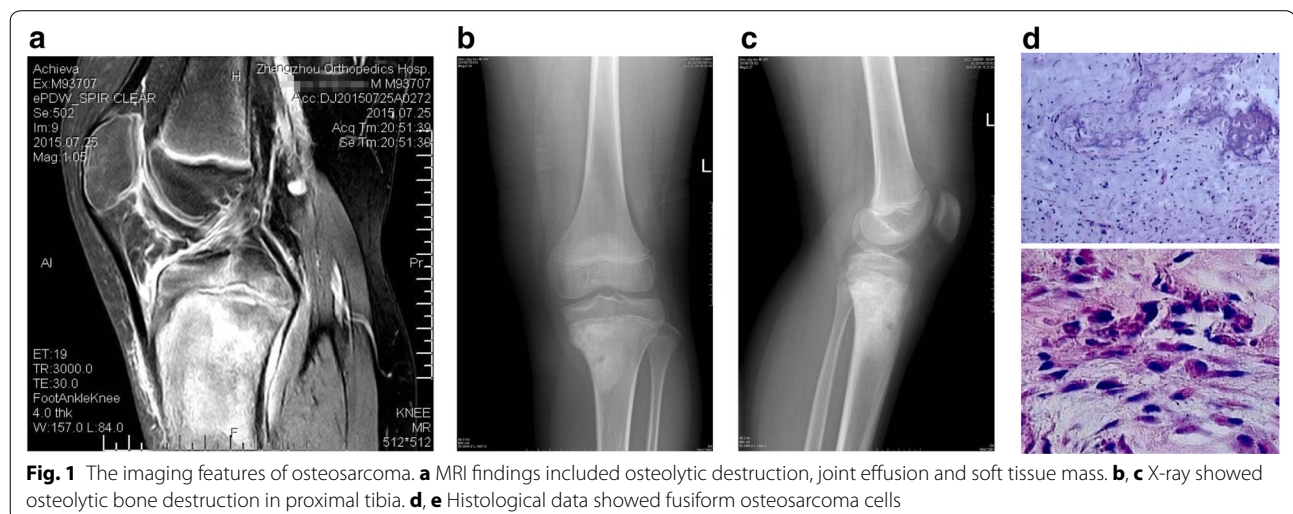 a
b
c
d
Achieva
Ex:M93707
ePDW_SPIR CLEAR
Se:502
Im:9
2015.07.25
Mag:1.05
H
Zhengzhou Orthopedics Hosp.
M M93707
Acc:DJ20150725A0272
2015.07.25
Acq Tm:20:51:39
Se Tm:20:51:36
AI
Pr
ET:19
TR:3000.0
TE:30.0
FootAnkleKnee
4.0 thk
W:157.0 L:84.0
F
KNEE
MR
512*512
L
L
Fig. 1 The imaging features of osteosarcoma. a MRI findings included osteolytic destruction, joint effusion and soft tissue mass. b, c X-ray showed
osteolytic bone destruction in proximal tibia. d, e Histological data showed fusiform osteosarcoma cells